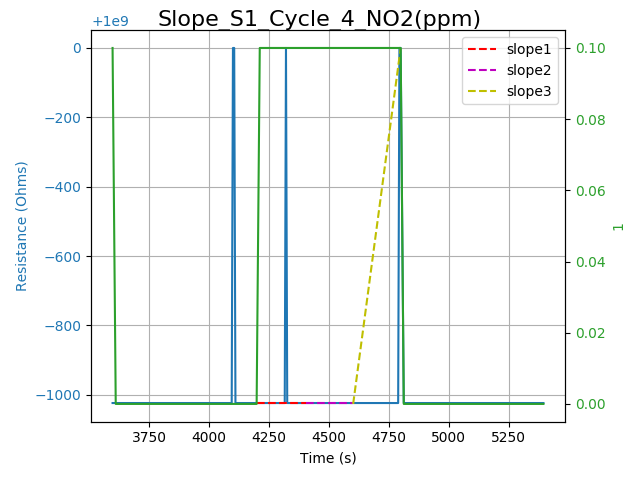 Slope_S1_Cycle_4_NO2(ppm)
+1e9
0
−200
−400
−600
−800
−1000
Resistance (Ohms)
3750
4000
4250
4500
4750
5000
5250
Time (s)
0.10
0.08
0.06
0.04
0.02
0.00
1
slope1
slope2
slope3